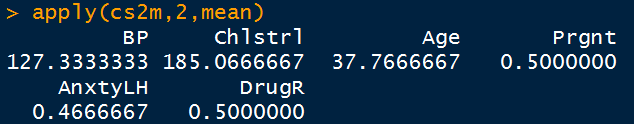 > apply(cs2m,2,mean)
BP Chlstrl Age Prgnt
127.3333333 185.0666667 37.7666667 0.5000000
AnxtyLH DrugR
0.4666667 0.5000000